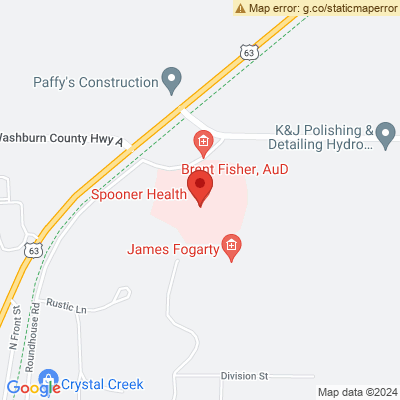 Map error: g.co/staticmaperror
63
Paffy's Construction
Washburn County Hwy A
K&J Polishing &
Detailing Hydro...
Brent Fisher, AuD
Spooner Health
James Fogarty
63
Rustic Ln
N Front St
Roundhouse Rd
Crystal Creek
Division St
Google
Map data ©2024